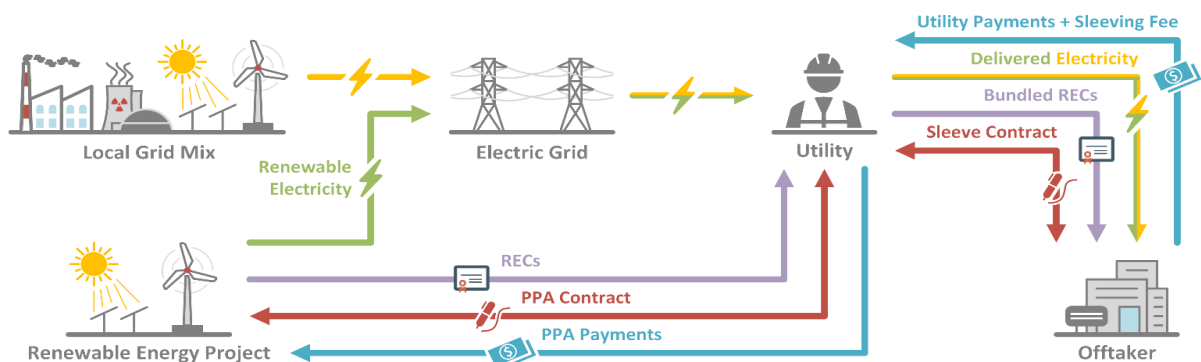 Utility Payments + Sleeving Fee
Delivered Electricity
Bundled RECs
Sleeve Contract
Local Grid Mix
Electric Grid
Utility
Renewable
Electricity
RECs
PPA Contract
PPA Payments
Renewable Energy Project
Offtaker